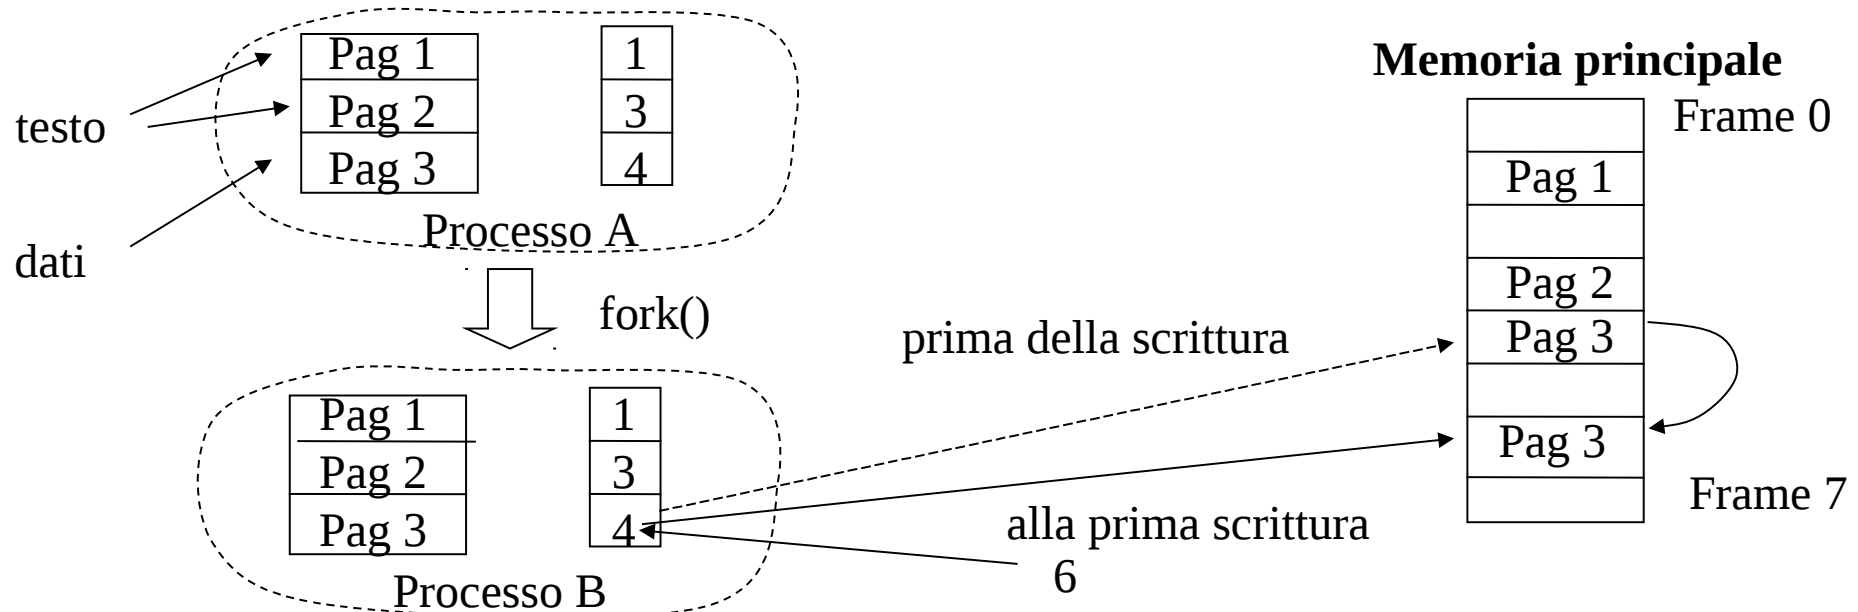 Pag 1
1
Memoria principale
Pag 2
3
Frame 0
testo
Pag 3
4
Pag 1
Processo A
dati
Pag 2
fork()
prima della scrittura
Pag 3
Pag 1
1
Pag 3
Pag 2
3
Frame 7
Pag 3
4
alla prima scrittura
6
Processo B